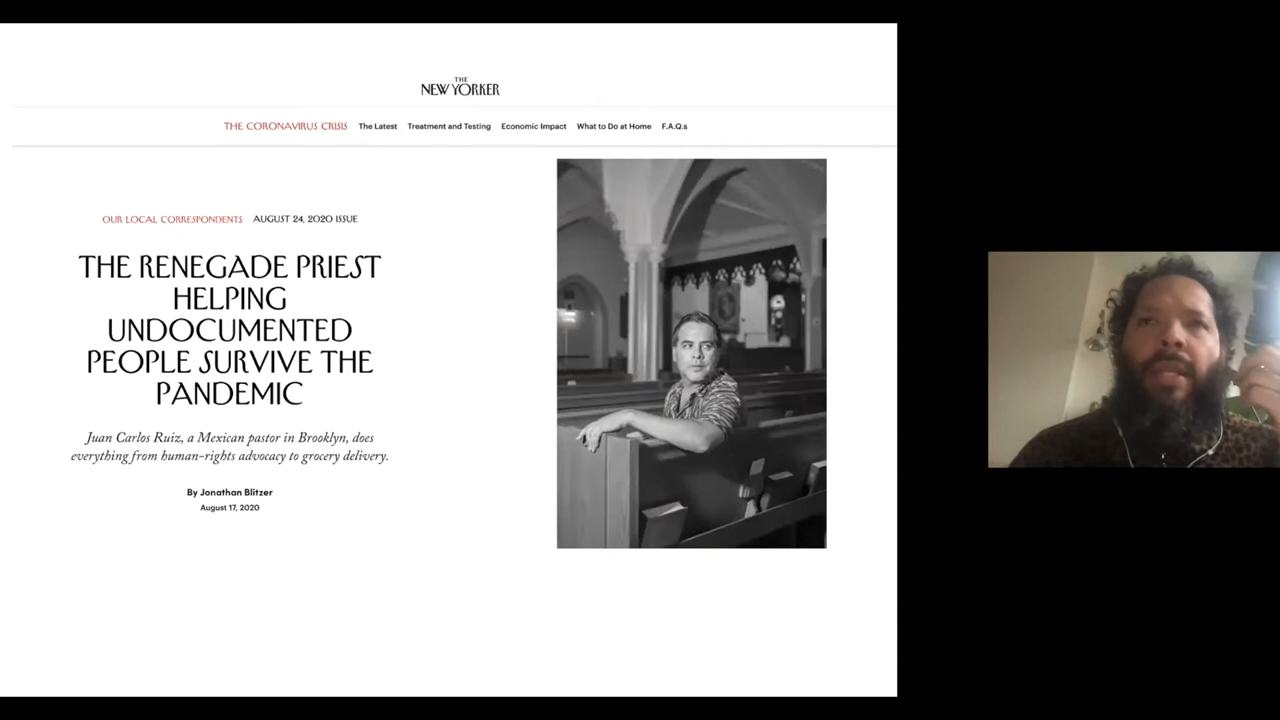 THE
NEW YORKER
THE CORONAVIRUS CRISIS The Latest Treatment and Testing Economic Impact What to Do at Home F.A.Q.s
OUR LOCAL CORRESPONDENTS AUGUST 24, 2020 ISSUE
THE RENEGADE PRIEST
HELPING
UNDOCUMENTED
PEOPLE SURVIVE THE
PANDEMIC
Juan Carlos Ruiz, a Mexican pastor in Brooklyn, does
everything from human-rights advocacy to grocery delivery.
By Jonathan Blitzer
August 17, 2020